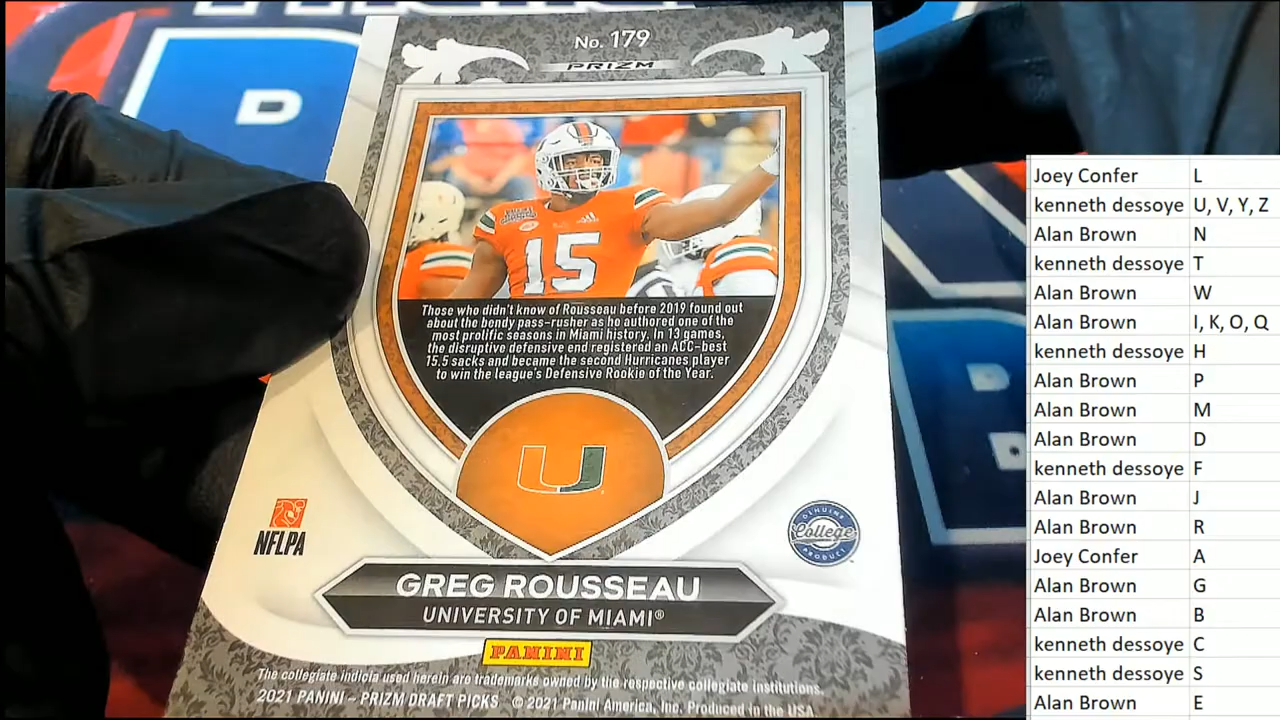 No. 179
PRIZM
15
Those who didn't know of Rousseau before 2019 found out
about the bendy pass-rusher as he authored one of the
most prolific seasons in Miami history. In 13 games,
the disruptive defensive end registered an ACC-best
15.5 sacks and became the second Hurricanes player
to win the league's Defensive Rookie of the Year.
U
NFLPA
GENUINE
College
PRODUCT
GREG ROUSSEAU
UNIVERSITY OF MIAMI®
PANINI
The collegiate indicia used herein are trademarks owned by the respective collegiate institutions.
2021 PANINI – PRIZM DRAFT PICKS © 2021 Panini America, Inc. Produced in the USA.
Joey Confer L
kenneth dessoye U, V, Y, Z
Alan Brown N
kenneth dessoye T
Alan Brown W
Alan Brown I, K, O, Q
kenneth dessoye H
Alan Brown P
Alan Brown M
Alan Brown D
kenneth dessoye F
Alan Brown J
Alan Brown R
Joey Confer A
Alan Brown G
Alan Brown B
kenneth dessoye C
kenneth dessoye S
Alan Brown E